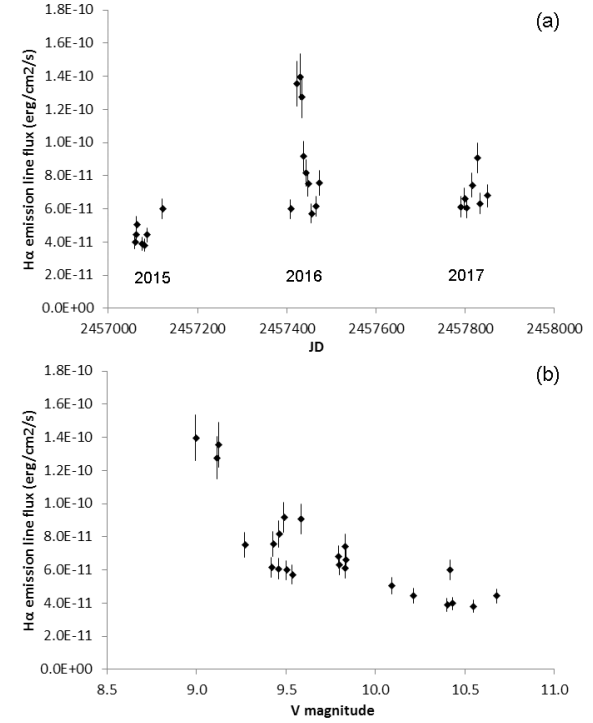 (a)
Hα emission line flux (erg/cm2/s)
1.8E-10
1.6E-10
1.4E-10
1.2E-10
1.0E-10
8.0E-11
6.0E-11
4.0E-11
2.0E-11
0.0E+00
2015 2016 2017
2457000 2457200 2457400 2457600 2457800 2458000
JD
(b)
Hα emission line flux (erg/cm2/s)
1.8E-10
1.6E-10
1.4E-10
1.2E-10
1.0E-10
8.0E-11
6.0E-11
4.0E-11
2.0E-11
0.0E+00
8.5 9.0 9.5 10.0 10.5 11.0
V magnitude